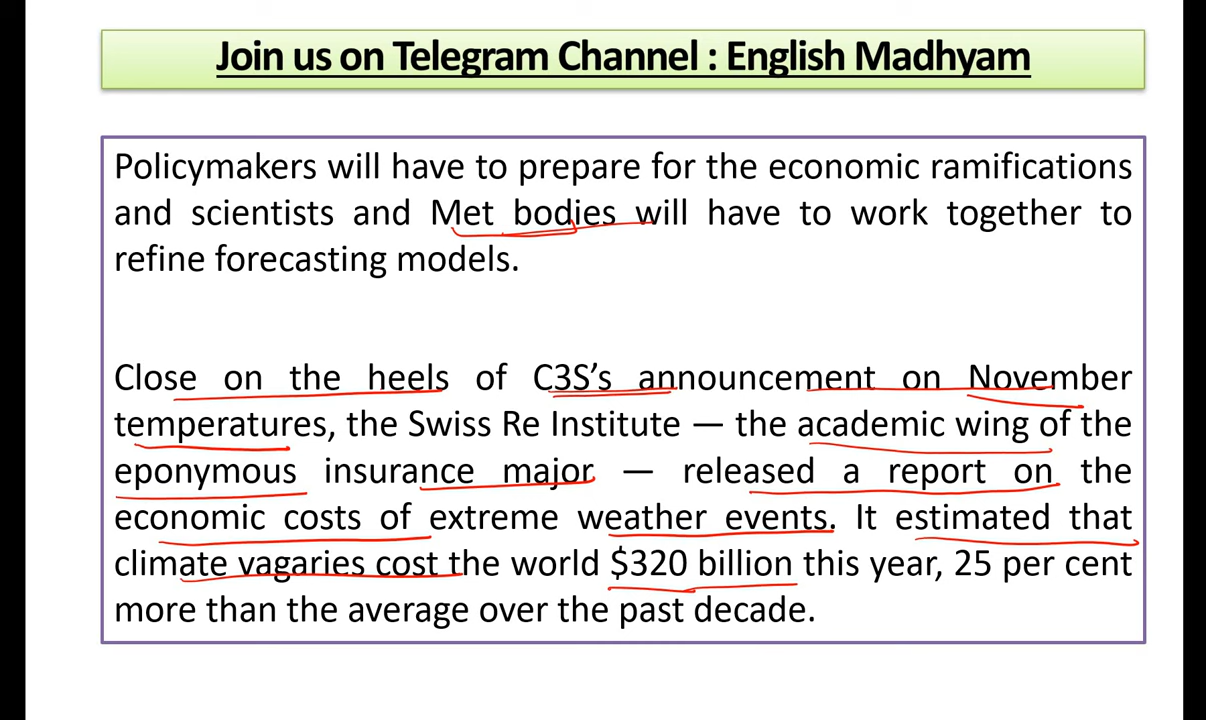 Join us on Telegram Channel : English Madhyam
Policymakers will have to prepare for the economic ramifications
and scientists and Met bodies will have to work together to
refine forecasting models.
Close on the heels of C3S’s announcement on November
temperatures, the Swiss Re Institute — the academic wing of the
eponymous insurance major — released a report on the
economic costs of extreme weather events. It estimated that
climate vagaries cost the world $320 billion this year, 25 per cent
more than the average over the past decade.